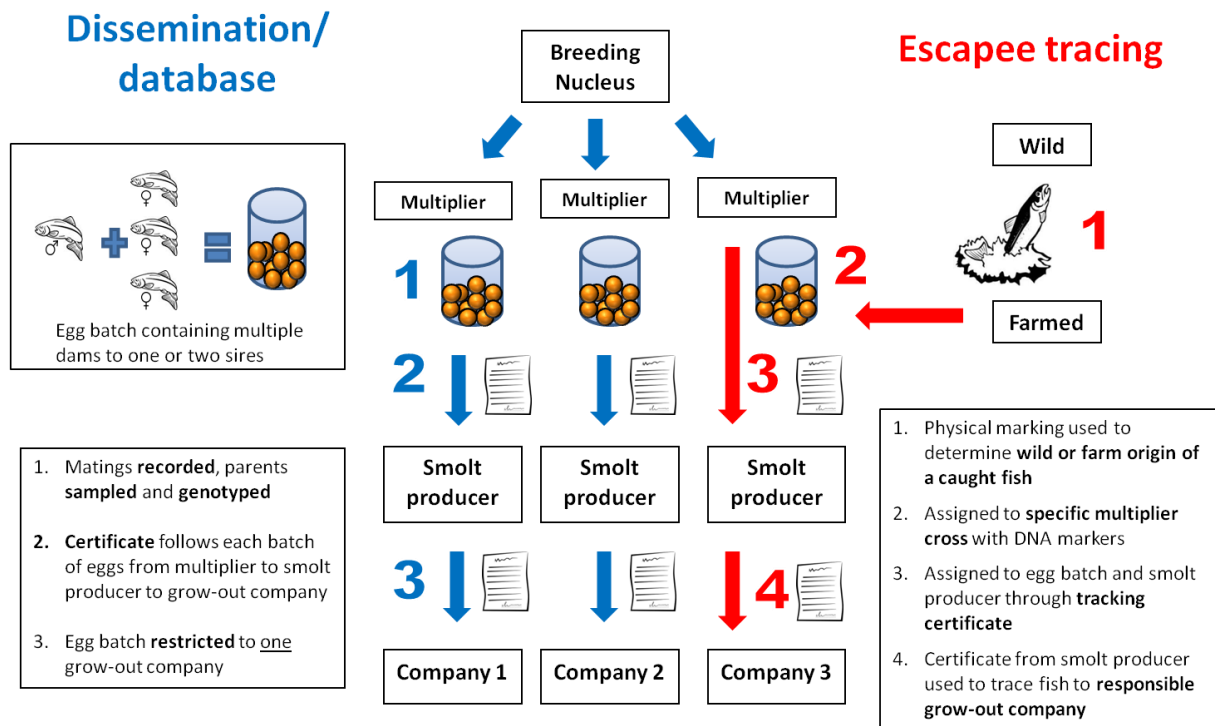 Dissemination/
database
Breeding
Nucleus
Escapee tracing
Wild
1
Farmed
♂
♀
♀
♀
Egg batch containing multiple
dams to one or two sires
Multiplier
Multiplier
Multiplier
1
2
2
3
Smolt
producer
Smolt
producer
Smolt
producer
3
4
Company 1
Company 2
Company 3
1. Matings recorded, parents
sampled and genotyped
2. Certificate follows each batch
of eggs from multiplier to smolt
producer to grow-out company
3. Egg batch restricted to one
grow-out company
1. Physical marking used to
determine wild or farm origin of
a caught fish
2. Assigned to specific multiplier
cross with DNA markers
3. Assigned to egg batch and smolt
producer through tracking
certificate
4. Certificate from smolt producer
used to trace fish to responsible
grow-out company